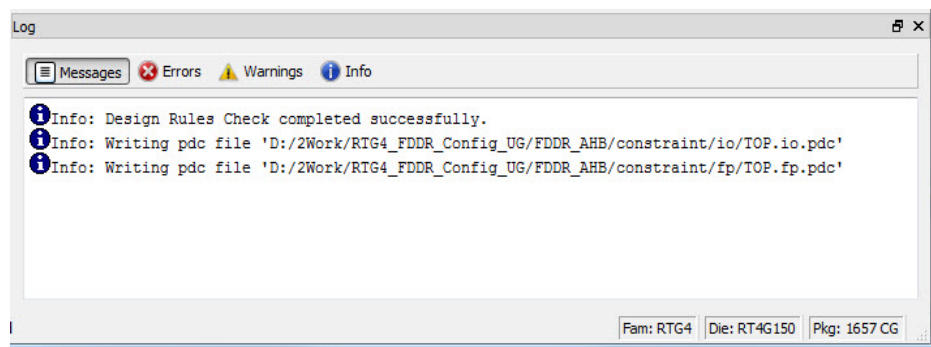 Log
Messages Errors Warnings Info
Info: Design Rules Check completed successfully.
Info: Writing pdc file 'D:/2Work/RTG4_FDDR_Config_UG/FDDR_AHB/constraint/io/TOP.io.pdc'
Info: Writing pdc file 'D:/2Work/RTG4_FDDR_Config_UG/FDDR_AHB/constraint/fp/TOP.fp.pdc'
Fam: RTG4 Die: RT4G150 Pkg: 1657 CG